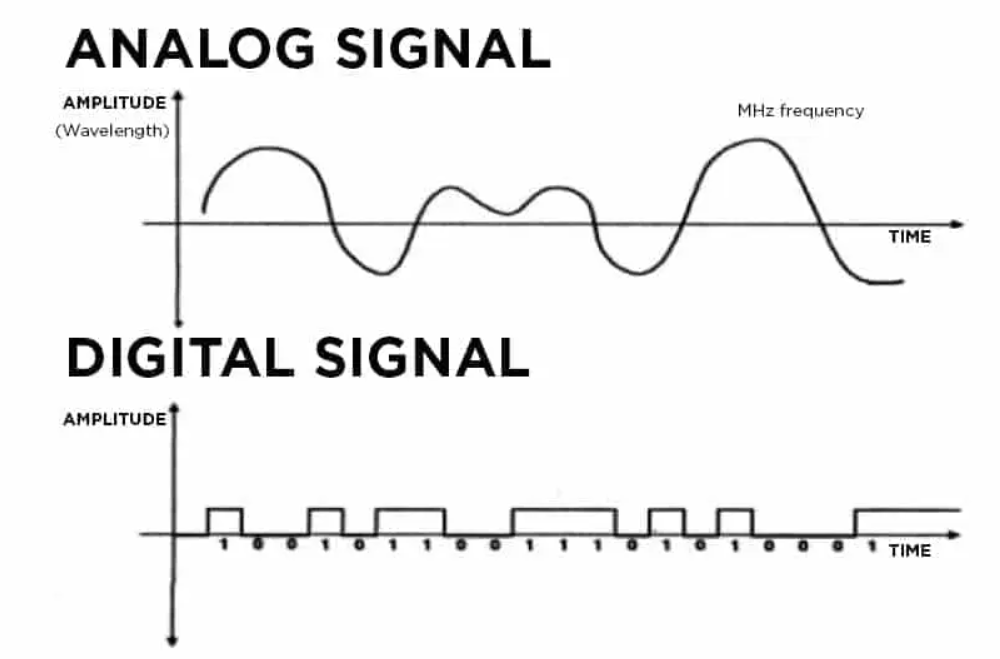 ANALOG SIGNAL
AMPLITUDE
(Wavelength)
MHz frequency
TIME
DIGITAL SIGNAL
AMPLITUDE
1 0 0 1 0 1 1 0 0 1 1 1 0 1 0 1 0 0 0 1 TIME